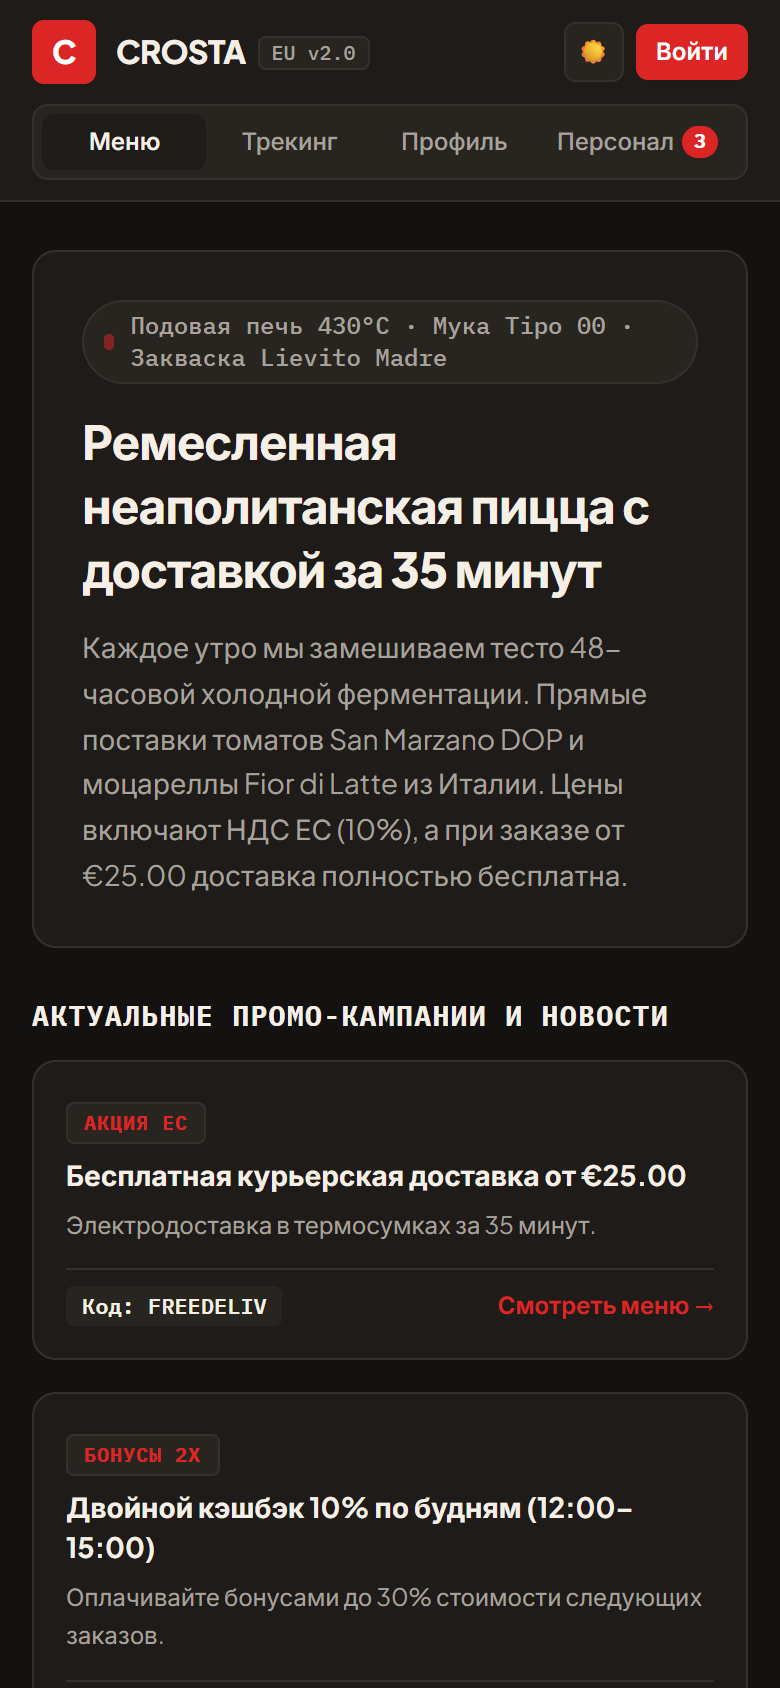 C CROSTA EU v2.0 Войти
Меню Трекинг Профиль Персонал 3
Подовая печь 430°C · Мука Tipo 00 ·
Закваска Lievito Madre
Ремесленная
неаполитанская пицца с
доставкой за 35 минут
Каждое утро мы замешиваем тесто 48-
часовой холодной ферментации. Прямые
поставки томатов San Marzano DOP и
моцареллы Fior di Latte из Италии. Цены
включают НДС ЕС (10%), а при заказе от
€25.00 доставка полностью бесплатна.
АКТУАЛЬНЫЕ ПРОМО-КАМПАНИИ И НОВОСТИ
АКЦИЯ ЕС
Бесплатная курьерская доставка от €25.00
Электродоставка в термосумках за 35 минут.
Код: FREEDELIV Смотреть меню →
БОНУСЫ 2X
Двойной кэшбэк 10% по будням (12:00–
15:00)
Оплачивайте бонусами до 30% стоимости следующих
заказов.